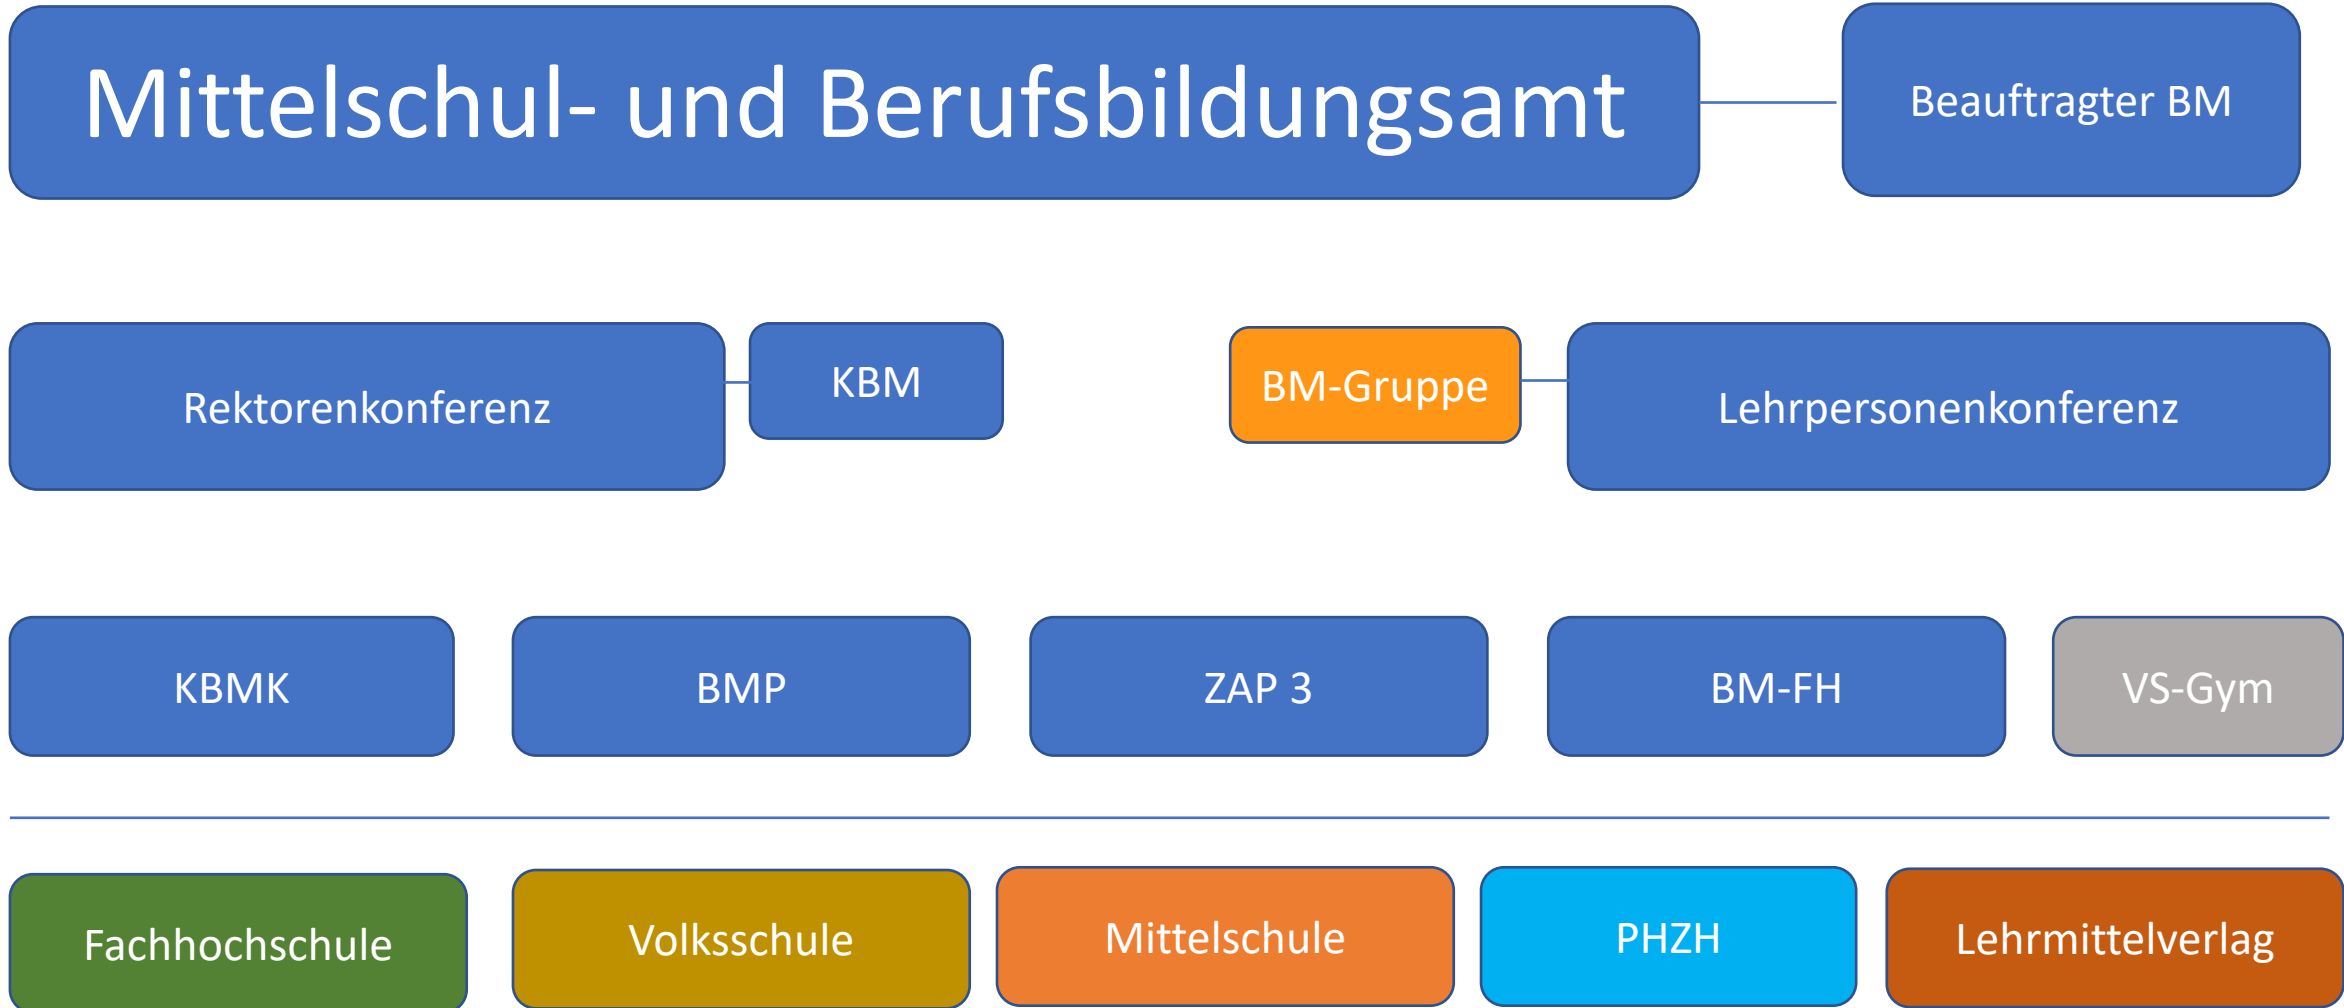 Mittelschul- und Berufsbildungsamt
Beauftragter BM
Rektorenkonferenz
KBM
BM-Gruppe
Lehrpersonenkonferenz
KBMK
BMP
ZAP 3
BM-FH
VS-Gym
Fachhochschule
Volksschule
Mittelschule
PHZH
Lehrmittelverlag